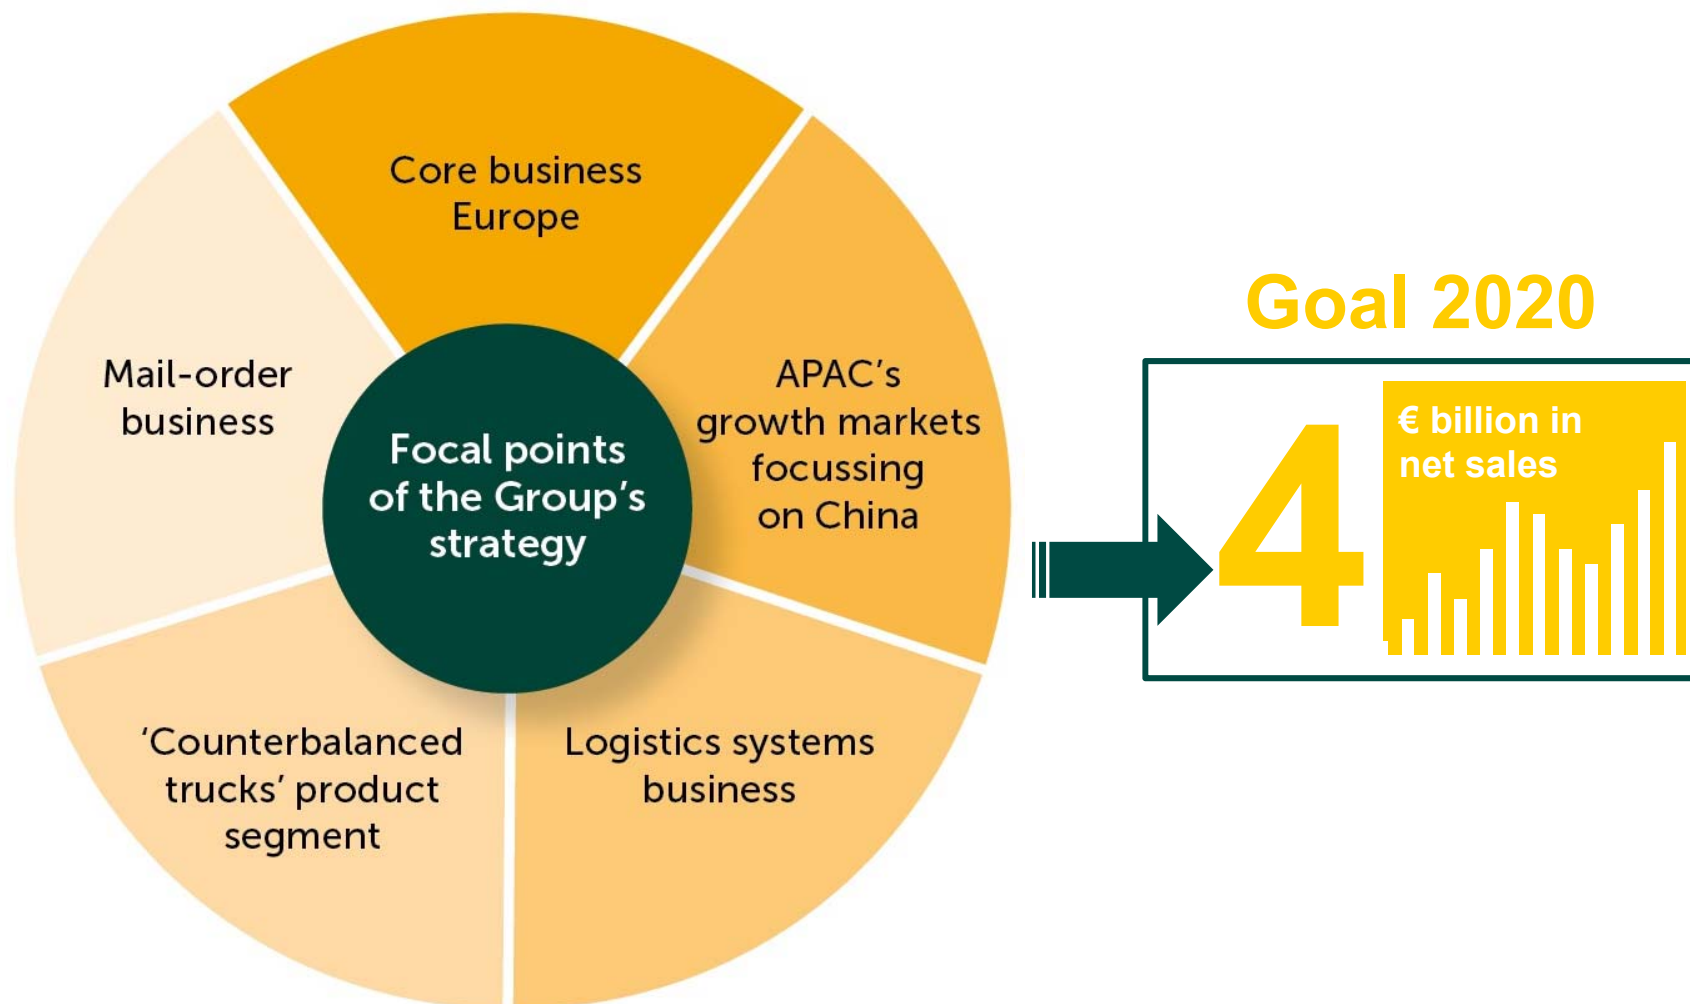 Core business
Europe
APAC’s
growth markets
focussing
on China
Logistics systems
business
‘Counterbalanced
trucks’ product
segment
Mail-order
business
Focal points
of the Group’s
strategy
Goal 2020
4
€ billion in
net sales